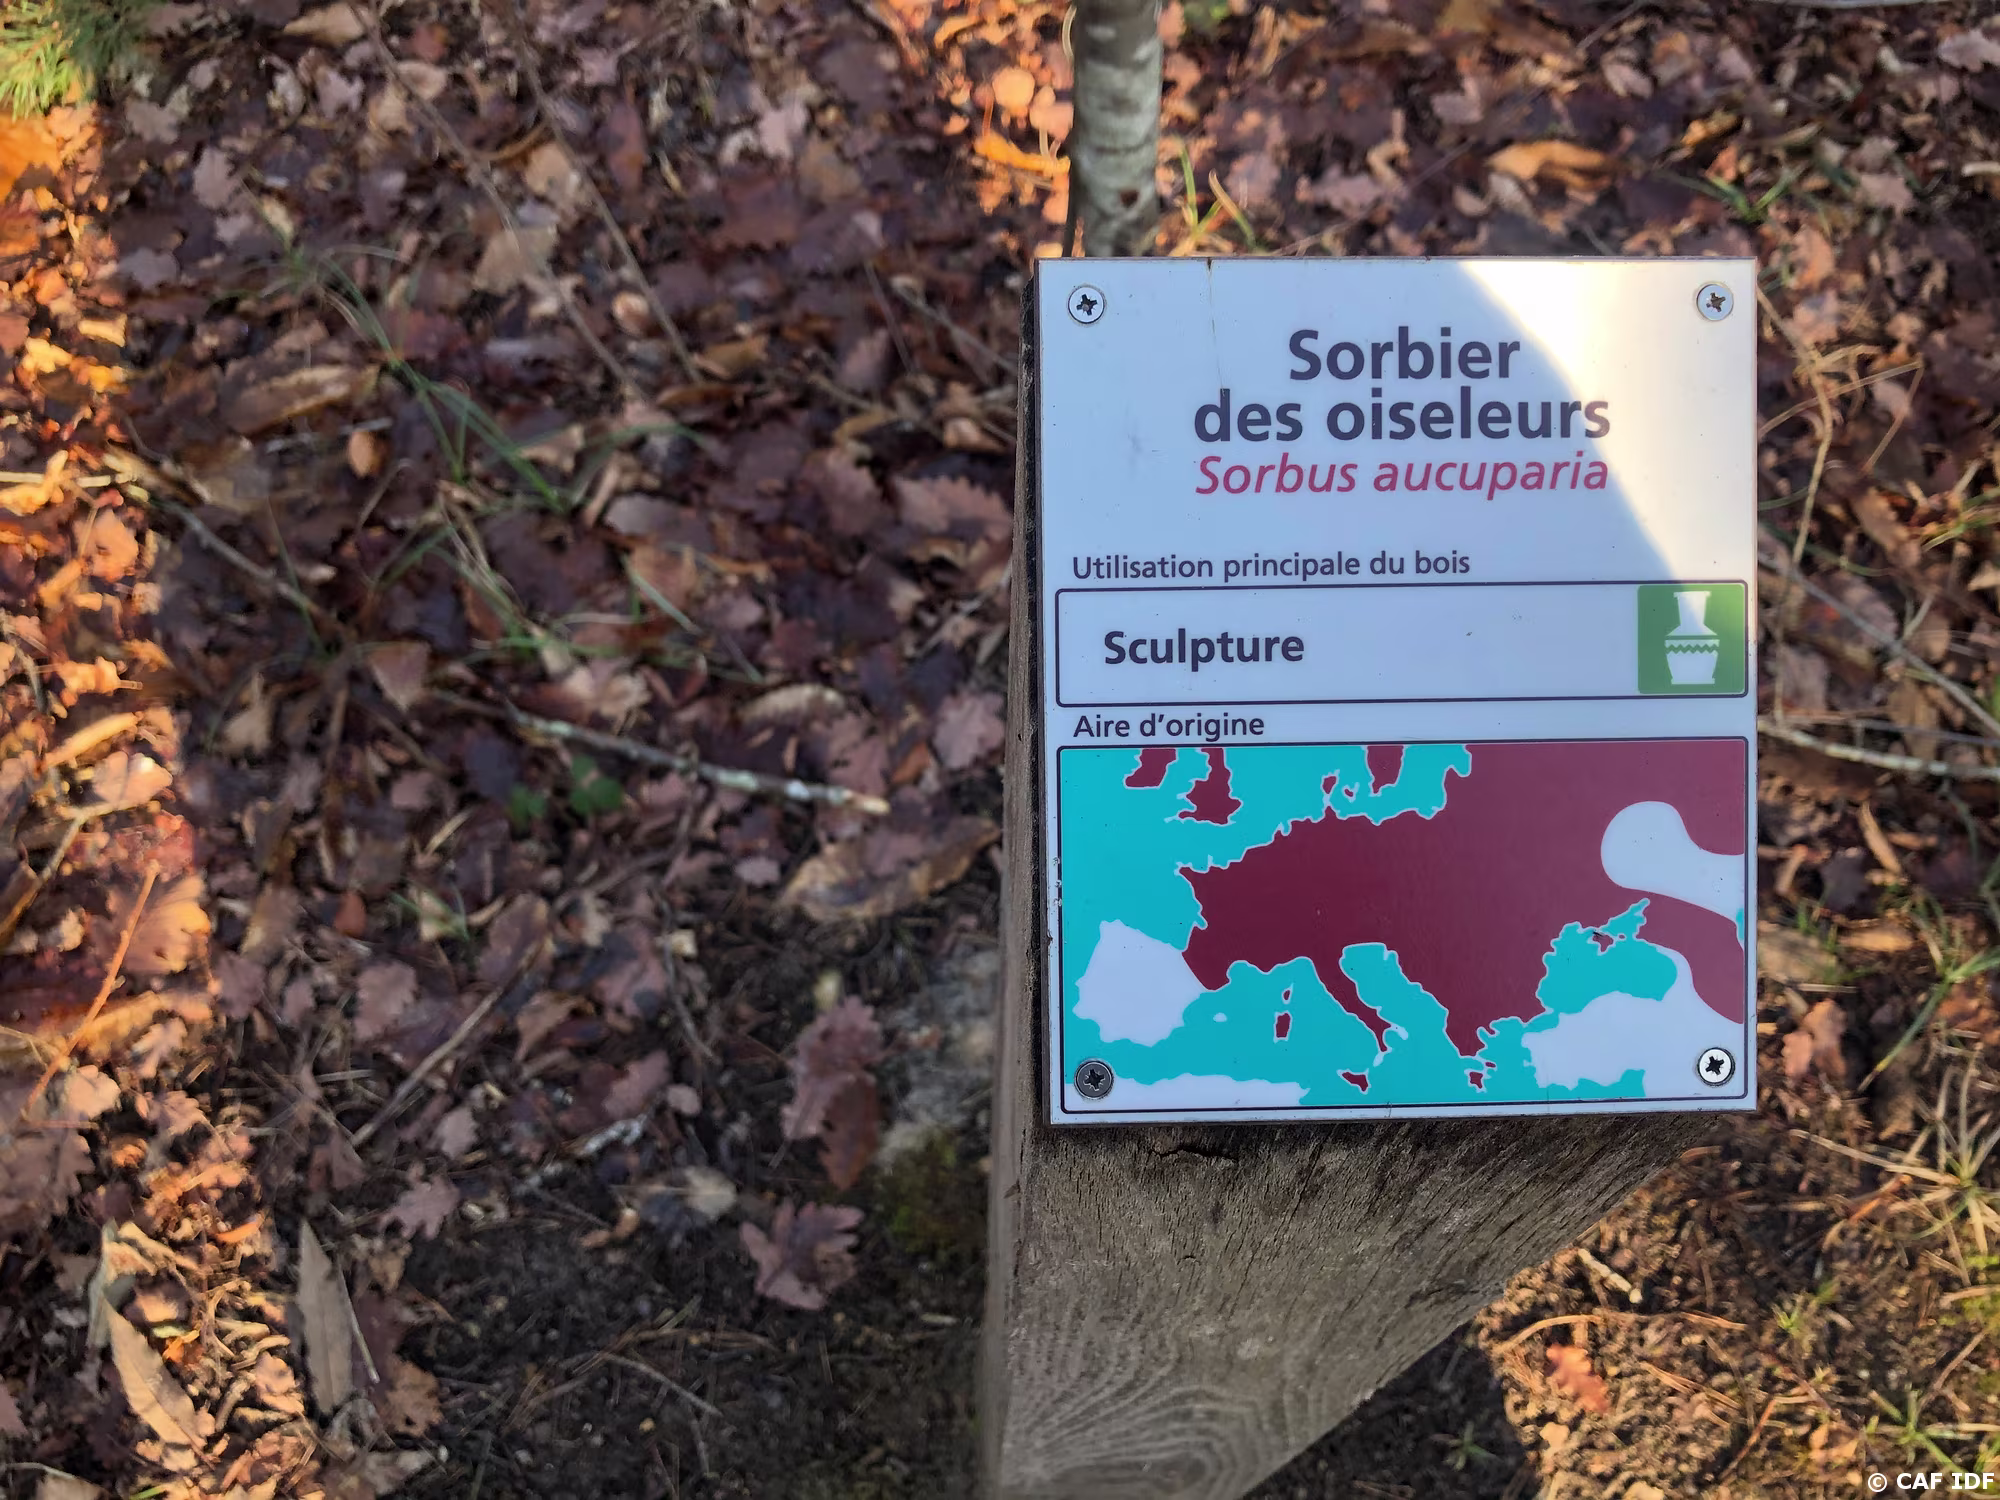 Sorbier
des oiseleurs
Sorbus aucuparia
Utilisation principale du bois
Sculpture
Aire d'origine
© CAF IDF